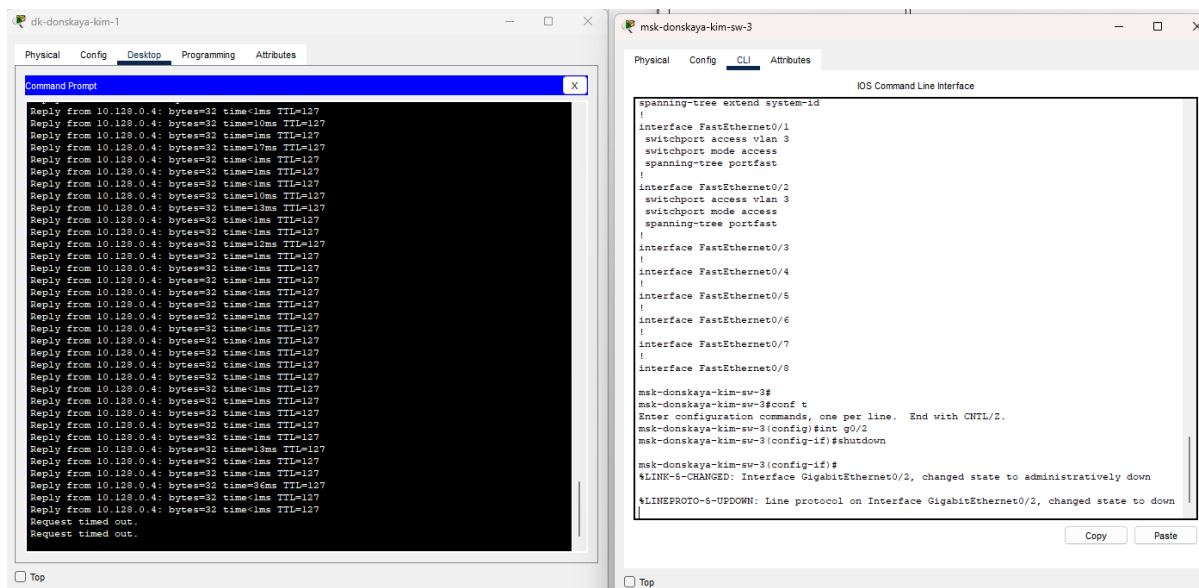 dk-donskaya-kim-1
Physical Config Desktop Programming Attributes
Command Prompt X
Reply from 10.128.0.4: bytes=32 time<1ms TTL=127
Reply from 10.128.0.4: bytes=32 time=10ms TTL=127
Reply from 10.128.0.4: bytes=32 time=1ms TTL=127
Reply from 10.128.0.4: bytes=32 time=17ms TTL=127
Reply from 10.128.0.4: bytes=32 time<1ms TTL=127
Reply from 10.128.0.4: bytes=32 time=1ms TTL=127
Reply from 10.128.0.4: bytes=32 time<1ms TTL=127
Reply from 10.128.0.4: bytes=32 time=10ms TTL=127
Reply from 10.128.0.4: bytes=32 time=13ms TTL=127
Reply from 10.128.0.4: bytes=32 time<1ms TTL=127
Reply from 10.128.0.4: bytes=32 time<1ms TTL=127
Reply from 10.128.0.4: bytes=32 time=12ms TTL=127
Reply from 10.128.0.4: bytes=32 time=1ms TTL=127
Reply from 10.128.0.4: bytes=32 time<1ms TTL=127
Reply from 10.128.0.4: bytes=32 time<1ms TTL=127
Reply from 10.128.0.4: bytes=32 time<1ms TTL=127
Reply from 10.128.0.4: bytes=32 time<1ms TTL=127
Reply from 10.128.0.4: bytes=32 time<1ms TTL=127
Reply from 10.128.0.4: bytes=32 time<1ms TTL=127
Reply from 10.128.0.4: bytes=32 time<1ms TTL=127
Reply from 10.128.0.4: bytes=32 time<1ms TTL=127
Reply from 10.128.0.4: bytes=32 time<1ms TTL=127
Reply from 10.128.0.4: bytes=32 time<1ms TTL=127
Reply from 10.128.0.4: bytes=32 time<1ms TTL=127
Reply from 10.128.0.4: bytes=32 time=1ms TTL=127
Reply from 10.128.0.4: bytes=32 time<1ms TTL=127
Reply from 10.128.0.4: bytes=32 time<1ms TTL=127
Reply from 10.128.0.4: bytes=32 time<1ms TTL=127
Reply from 10.128.0.4: bytes=32 time=13ms TTL=127
Reply from 10.128.0.4: bytes=32 time<1ms TTL=127
Reply from 10.128.0.4: bytes=32 time<1ms TTL=127
Reply from 10.128.0.4: bytes=32 time=36ms TTL=127
Reply from 10.128.0.4: bytes=32 time<1ms TTL=127
Reply from 10.128.0.4: bytes=32 time<1ms TTL=127
Request timed out.
Request timed out.
Top
msk-donskaya-kim-sw-3
Physical Config CLI Attributes
IOS Command Line Interface
spanning-tree extend system-id
!
interface FastEthernet0/1
switchport access vlan 3
switchport mode access
spanning-tree portfast
!
interface FastEthernet0/2
switchport access vlan 3
switchport mode access
spanning-tree portfast
!
interface FastEthernet0/3
!
interface FastEthernet0/4
!
interface FastEthernet0/5
!
interface FastEthernet0/6
!
interface FastEthernet0/7
!
interface FastEthernet0/8
msk-donskaya-kim-sw-3#
msk-donskaya-kim-sw-3#conf t
Enter configuration commands, one per line. End with CNTL/Z.
msk-donskaya-kim-sw-3(config)#int g0/2
msk-donskaya-kim-sw-3(config-if)#shutdown
msk-donskaya-kim-sw-3(config-if)#
%LINK-5-CHANGED: Interface GigabitEthernet0/2, changed state to administratively down
%LINEPROTO-5-UPDOWN: Line protocol on Interface GigabitEthernet0/2, changed state to down
Copy Paste
Top